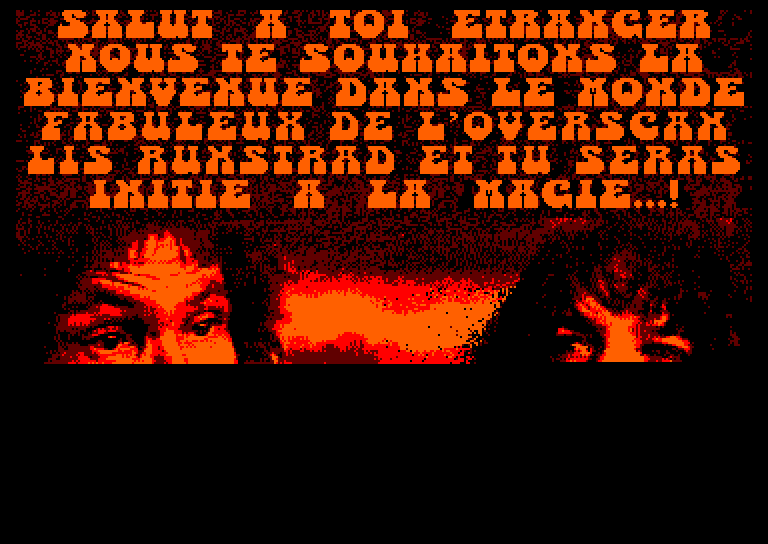 SALUT A TOI ETRANGER
NOUS TE SOUHAITONS LA
BIENVENUE DANS LE MONDE
FABULEUX DE L'OVERSCAN
LIS RUNSTRAD ET TU SERAS
INITIE A LA MAGIE...!